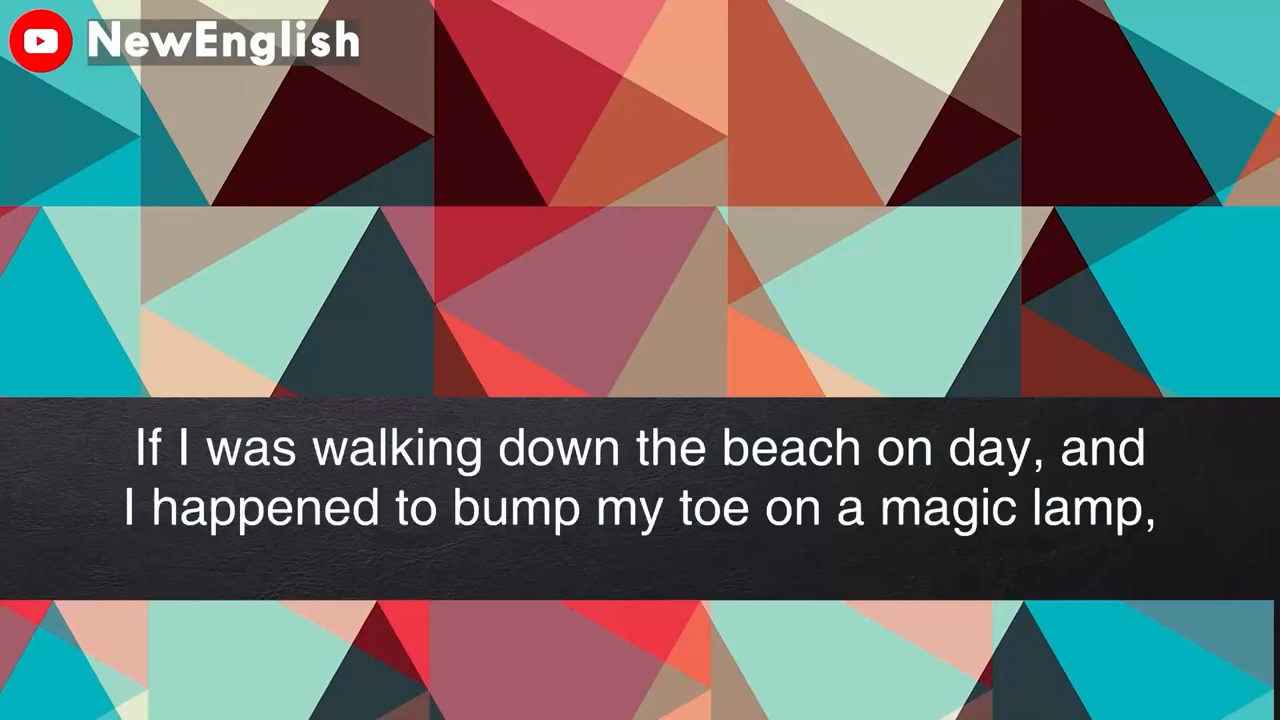 NewEnglish
If I was walking down the beach on day, and
I happened to bump my toe on a magic lamp,